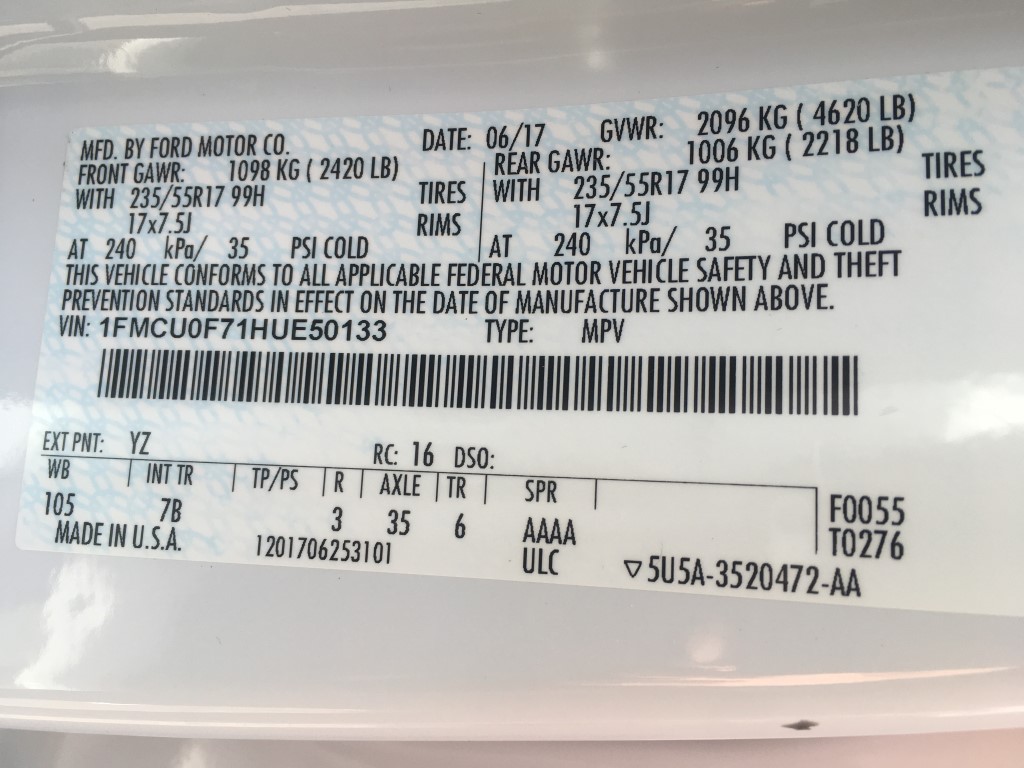 MFD. BY FORD MOTOR CO. DATE: 06/17 GVWR: 2096 KG ( 4620 LB)
FRONT GAWR: 1098 KG ( 2420 LB) REAR GAWR: 1006 KG ( 2218 LB)
WITH 235/55R17 99H TIRES WITH 235/55R17 99H TIRES
17x7.5J RIMS 17x7.5J RIMS
AT 240 kPa/ 35 PSI COLD AT 240 kPa/ 35 PSI COLD
THIS VEHICLE CONFORMS TO ALL APPLICABLE FEDERAL MOTOR VEHICLE SAFETY AND THEFT
PREVENTION STANDARDS IN EFFECT ON THE DATE OF MANUFACTURE SHOWN ABOVE.
VIN: 1FMCU0F71HUE50133 TYPE: MPV
EXT PNT: YZ RC: 16 DSO:
WB INT TR TP/PS R AXLE TR SPR
105 7B 3 35 6 AAAA F0055
MADE IN U.S.A. 1201706253101 ULC T0276
▽5U5A-3520472-AA